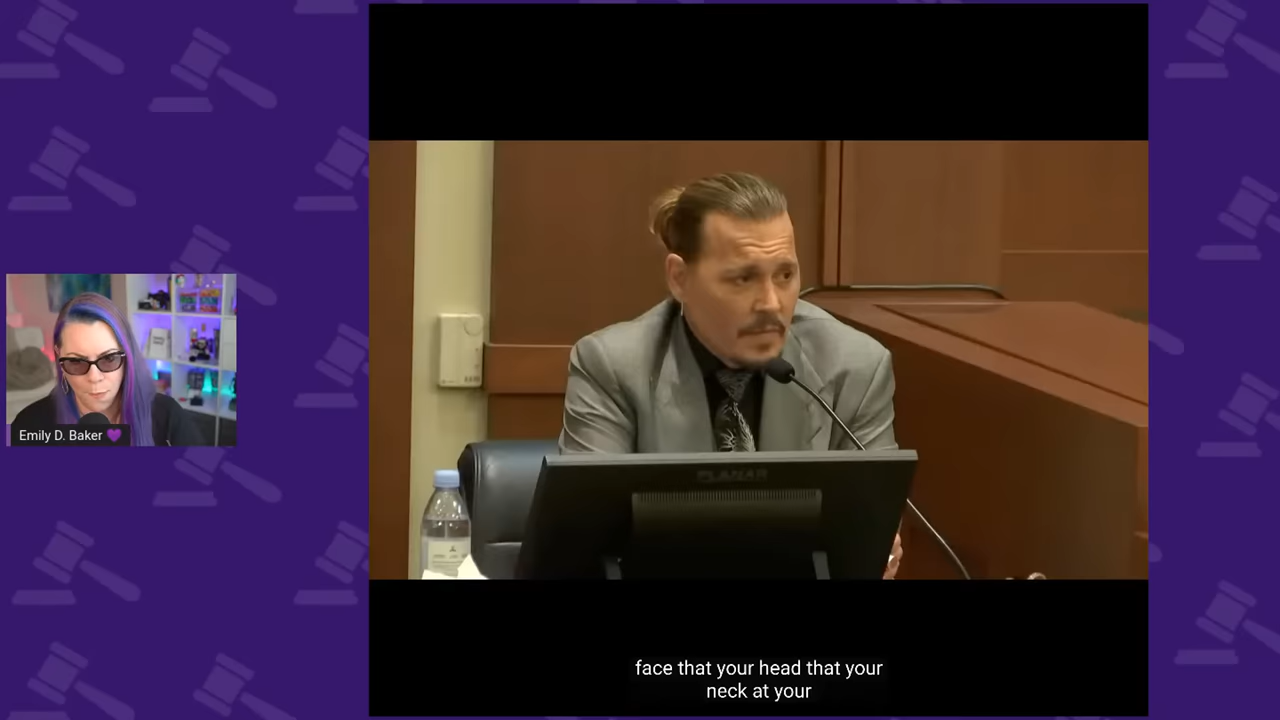 Emily D. Baker 💜
PLANAR
face that your head that your
neck at your